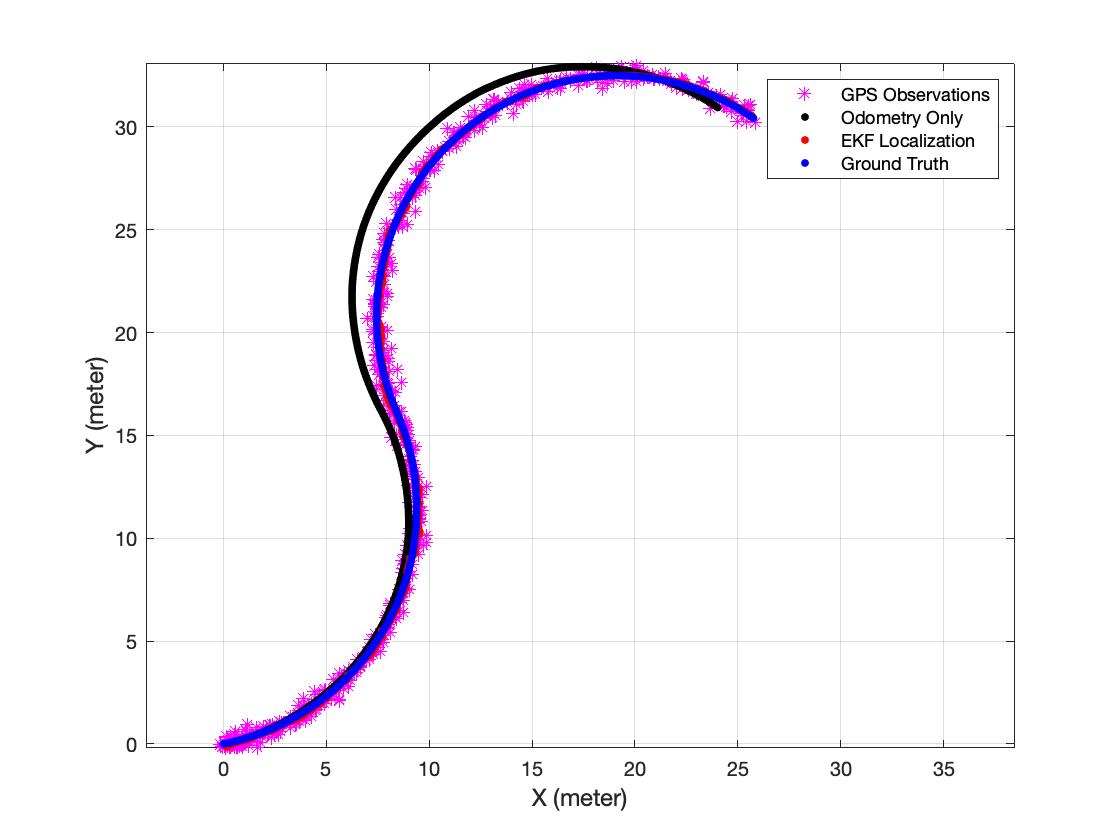 GPS Observations
Odometry Only
EKF Localization
Ground Truth
30
25
20
15
10
5
0
Y (meter)
0 5 10 15 20 25 30 35
X (meter)